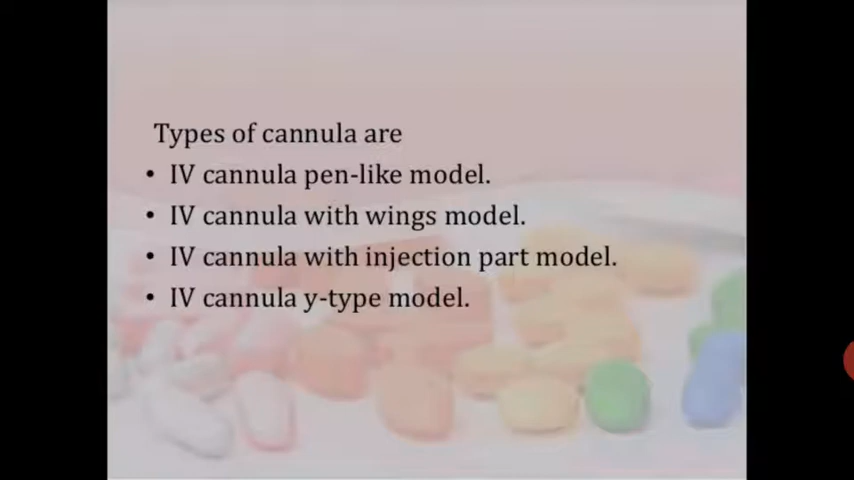 Types of cannula are
• IV cannula pen-like model.
• IV cannula with wings model.
• IV cannula with injection part model.
• IV cannula y-type model.